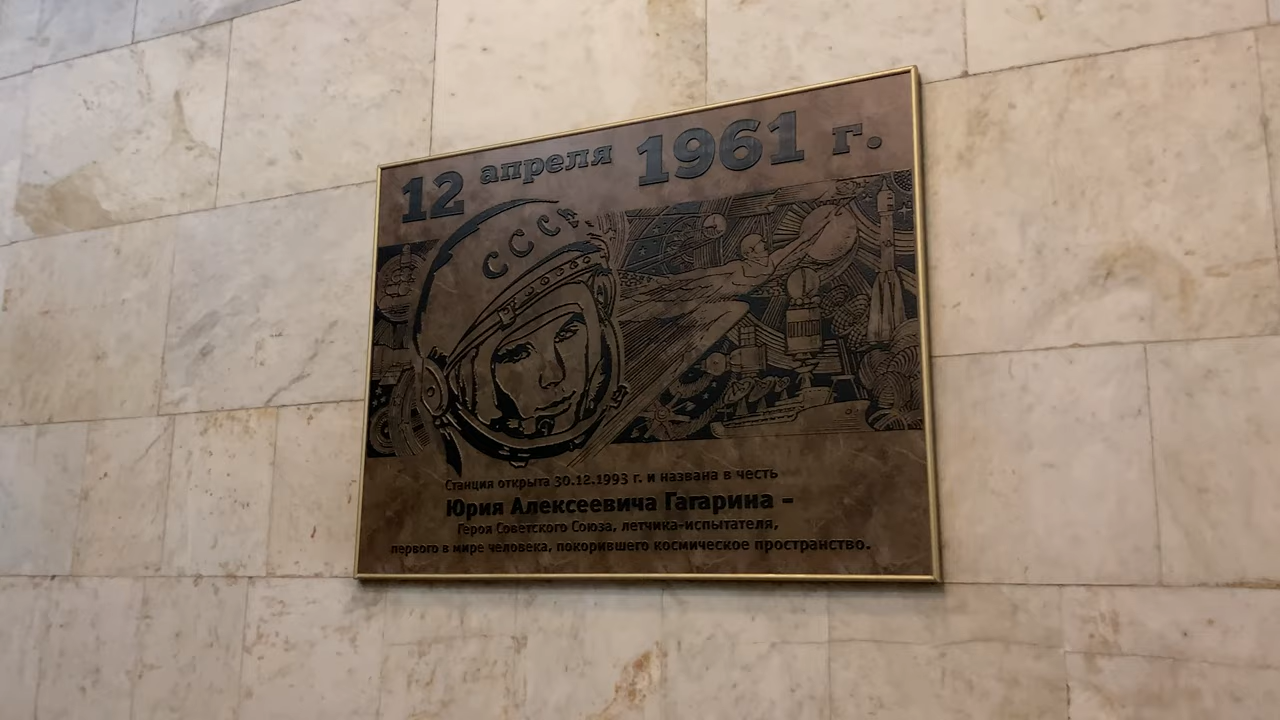 12 апреля 1961 г.
СССР
Станция открыта 30.12.1993 г. и названа в честь
Юрия Алексеевича Гагарина –
Героя Советского Союза, летчика-испытателя,
первого в мире человека, покорившего космическое пространство.